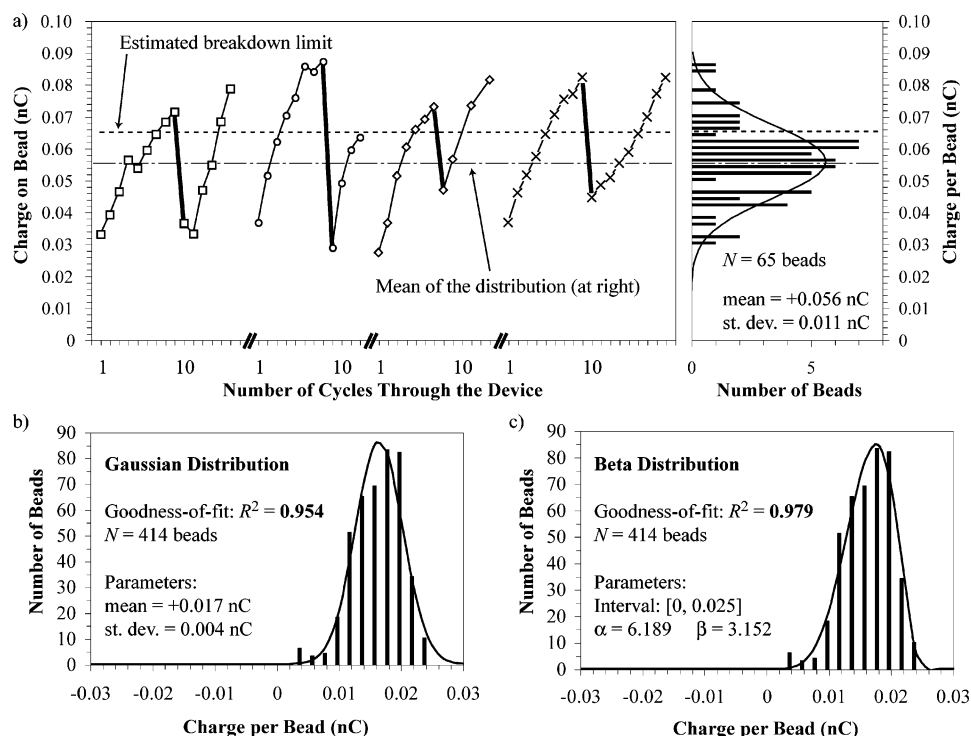 a)
0.10
0.09
0.08
0.07
0.06
0.05
0.04
0.03
0.02
0.01
0
Charge on Bead (nC)
Estimated breakdown limit
Mean of the distribution (at right)
1 10 1 10 1 10 1 10
Number of Cycles Through the Device
N = 65 beads
mean = +0.056 nC
st. dev. = 0.011 nC
0 5
Number of Beads
0.10
0.09
0.08
0.07
0.06
0.05
0.04
0.03
0.02
0.01
0
Charge per Bead (nC)
b)
90
80
70
60
50
40
30
20
10
0
Number of Beads
Gaussian Distribution
Goodness-of-fit: R² = 0.954
N = 414 beads
Parameters:
mean = +0.017 nC
st. dev. = 0.004 nC
-0.03 -0.02 -0.01 0 0.01 0.02 0.03
Charge per Bead (nC)
c)
90
80
70
60
50
40
30
20
10
0
Number of Beads
Beta Distribution
Goodness-of-fit: R² = 0.979
N = 414 beads
Parameters:
Interval: [0, 0.025]
α = 6.189 β = 3.152
-0.03 -0.02 -0.01 0 0.01 0.02 0.03
Charge per Bead (nC)